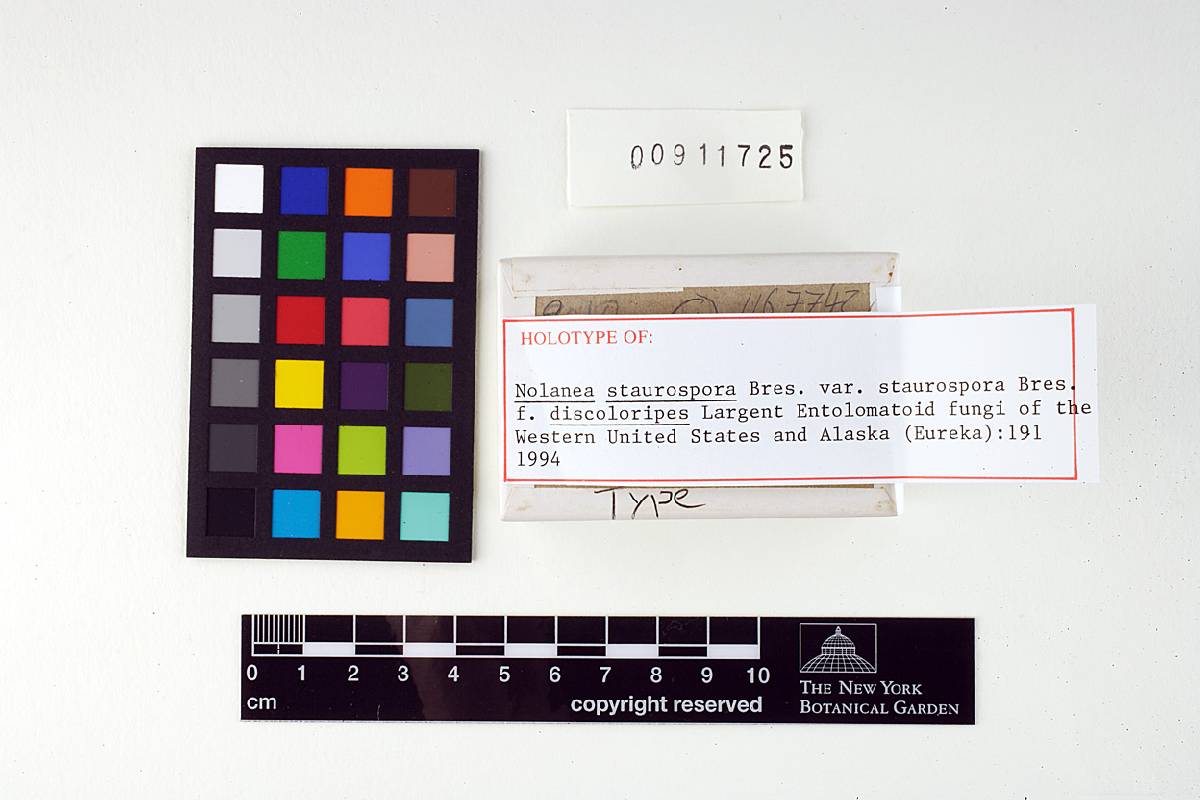 00911725
HOLOTYPE OF:
Nolanea staurospora Bres. var. staurospora Bres.
f. discoloripes Largent Entolomatoid fungi of the
Western United States and Alaska (Eureka):191
1994
Type
0 1 2 3 4 5 6 7 8 9 10
cm
copyright reserved
THE NEW YORK
BOTANICAL GARDEN